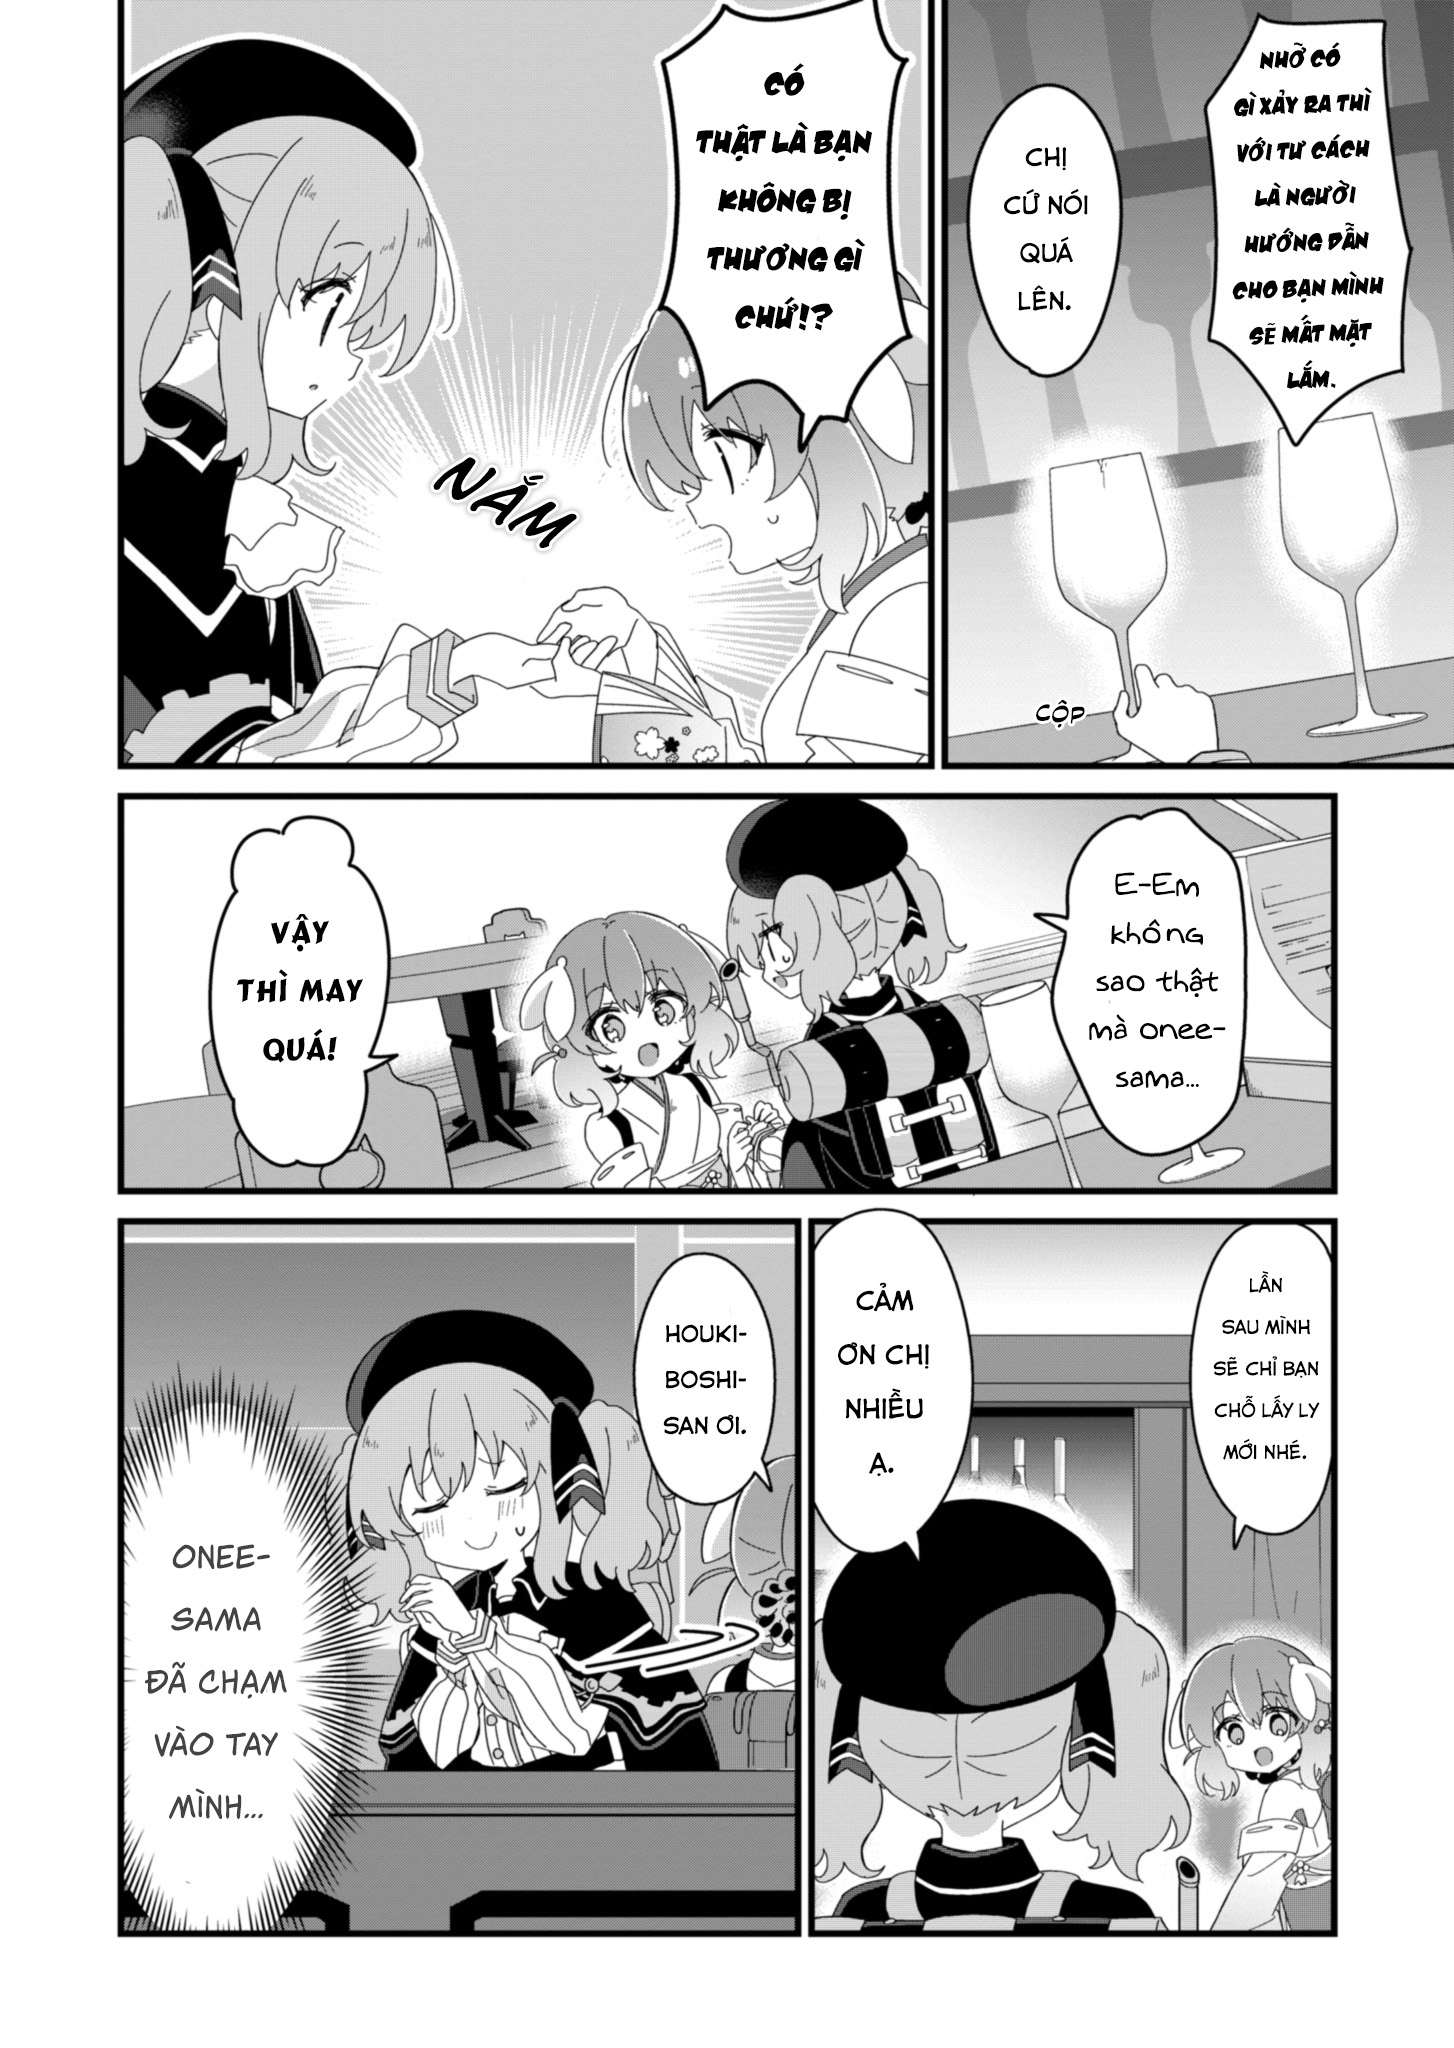 NHỞ CÓ
GÌ XẢY RA THÌ
VỚI TƯ CÁCH
LÀ NGƯỜI
HƯỚNG DẪN
CHO BẠN MÌNH
SẼ MẤT MẶT
LẮM.
CHỊ
CỨ NÓI
QUÁ
LÊN.
CỘP
CÓ
THẬT LÀ BẠN
KHÔNG BỊ
THƯƠNG GÌ
CHỨ!?
NẮM
E-Em
không
sao thật
mà onee-
sama...
VẬY
THÌ MAY
QUÁ!
LẦN
SAU MÌNH
SẼ CHỈ BẠN
CHỖ LẤY LY
MỚI NHÉ.
CẢM
ƠN CHỊ
NHIỀU
Ạ.
HOUKI-
BOSHI-
SAN ƠI.
ONEE-
SAMA
ĐÃ CHẠM
VÀO TAY
MÌNH...